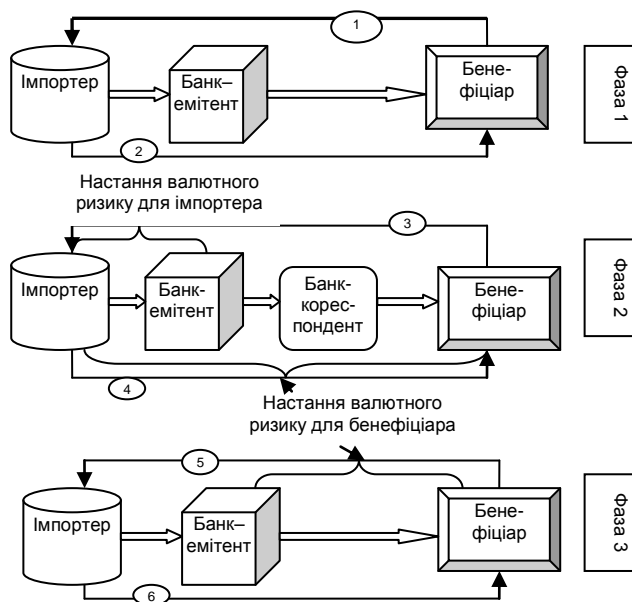 1
Імпортер
Банк–
емітент
Бене-
фіціар
Фаза 1
2
Настання валютного
ризику для імпортера
3
Імпортер
Банк-
емітент
Банк-
корес-
пондент
Бене-
фіціар
Фаза 2
4
Настання валютного
ризику для бенефіціара
5
Імпортер
Банк–
емітент
Бене-
фіціар
Фаза 3
6